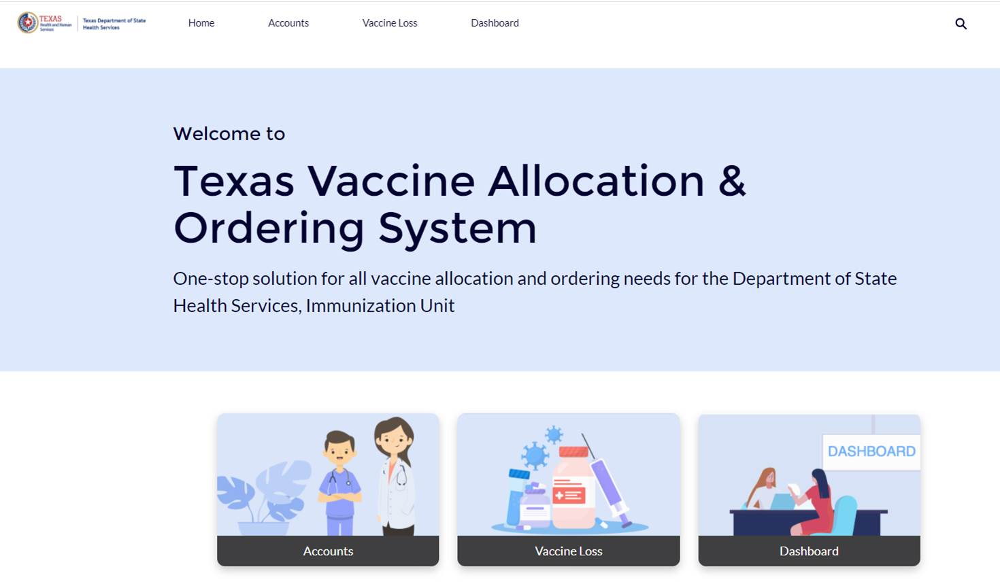 TEXAS
Health and Human
Services
Texas Department of State
Health Services
Home
Accounts
Vaccine Loss
Dashboard
Welcome to
Texas Vaccine Allocation &
Ordering System
One-stop solution for all vaccine allocation and ordering needs for the Department of State
Health Services, Immunization Unit
DASHBOARD
Accounts
Vaccine Loss
Dashboard